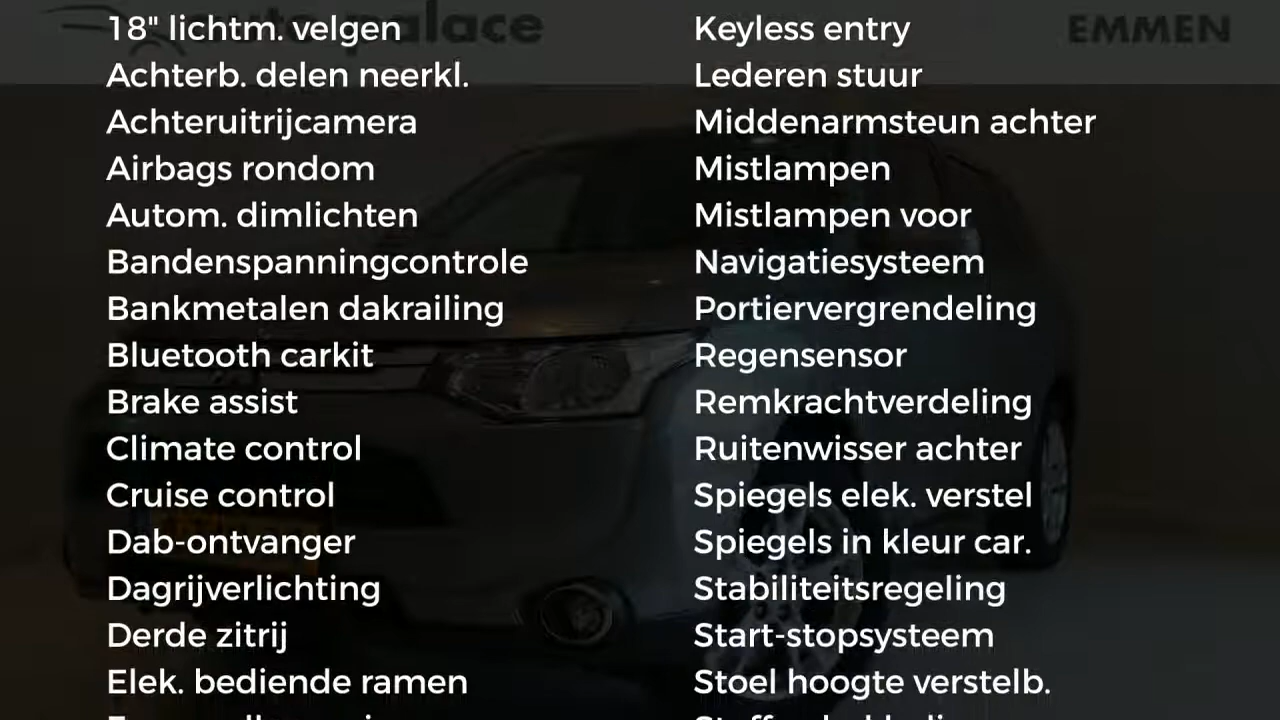 auto palace
EMMEN
18" lichtm. velgen
Achterb. delen neerkl.
Achteruitrijcamera
Airbags rondom
Autom. dimlichten
Bandenspanningcontrole
Bankmetalen dakrailing
Bluetooth carkit
Brake assist
Climate control
Cruise control
Dab-ontvanger
Dagrijverlichting
Derde zitrij
Elek. bediende ramen
Keyless entry
Lederen stuur
Middenarmsteun achter
Mistlampen
Mistlampen voor
Navigatiesysteem
Portiervergrendeling
Regensensor
Remkrachtverdeling
Ruitenwisser achter
Spiegels elek. verstel
Spiegels in kleur car.
Stabiliteitsregeling
Start-stopsysteem
Stoel hoogte verstelb.